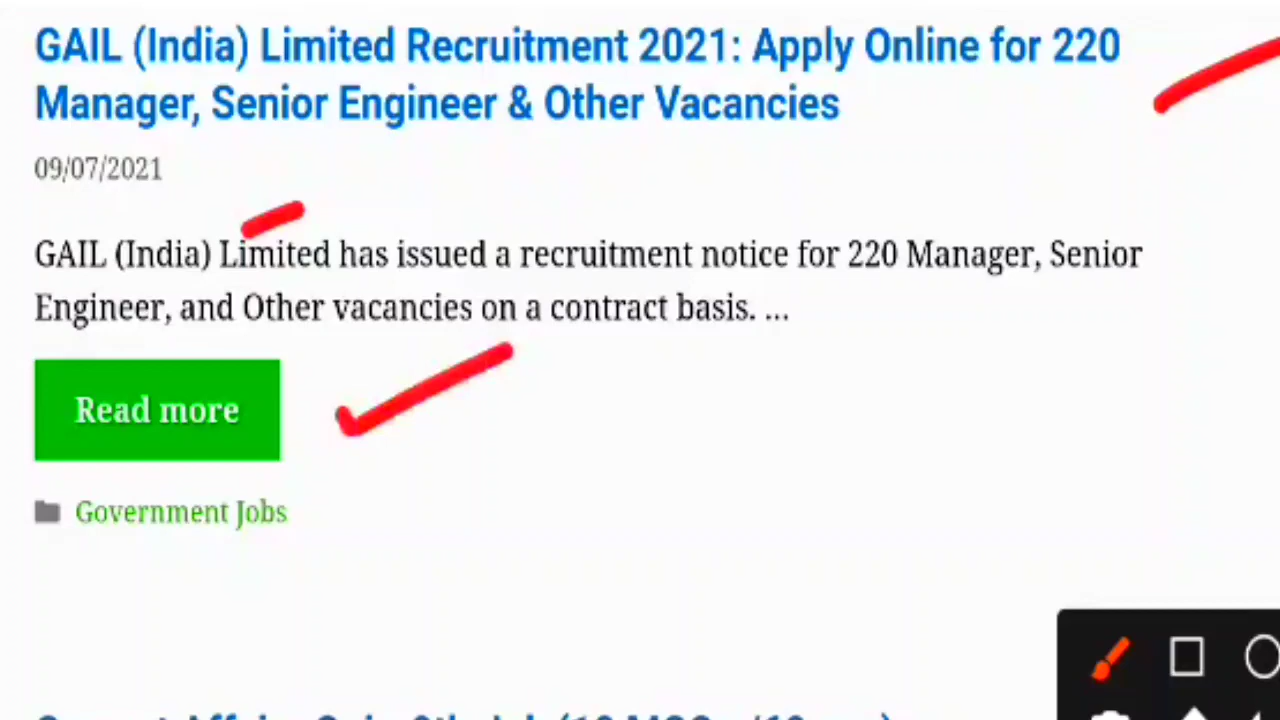 GAIL (India) Limited Recruitment 2021: Apply Online for 220
Manager, Senior Engineer & Other Vacancies
09/07/2021
GAIL (India) Limited has issued a recruitment notice for 220 Manager, Senior
Engineer, and Other vacancies on a contract basis. ...
Read more
Government Jobs